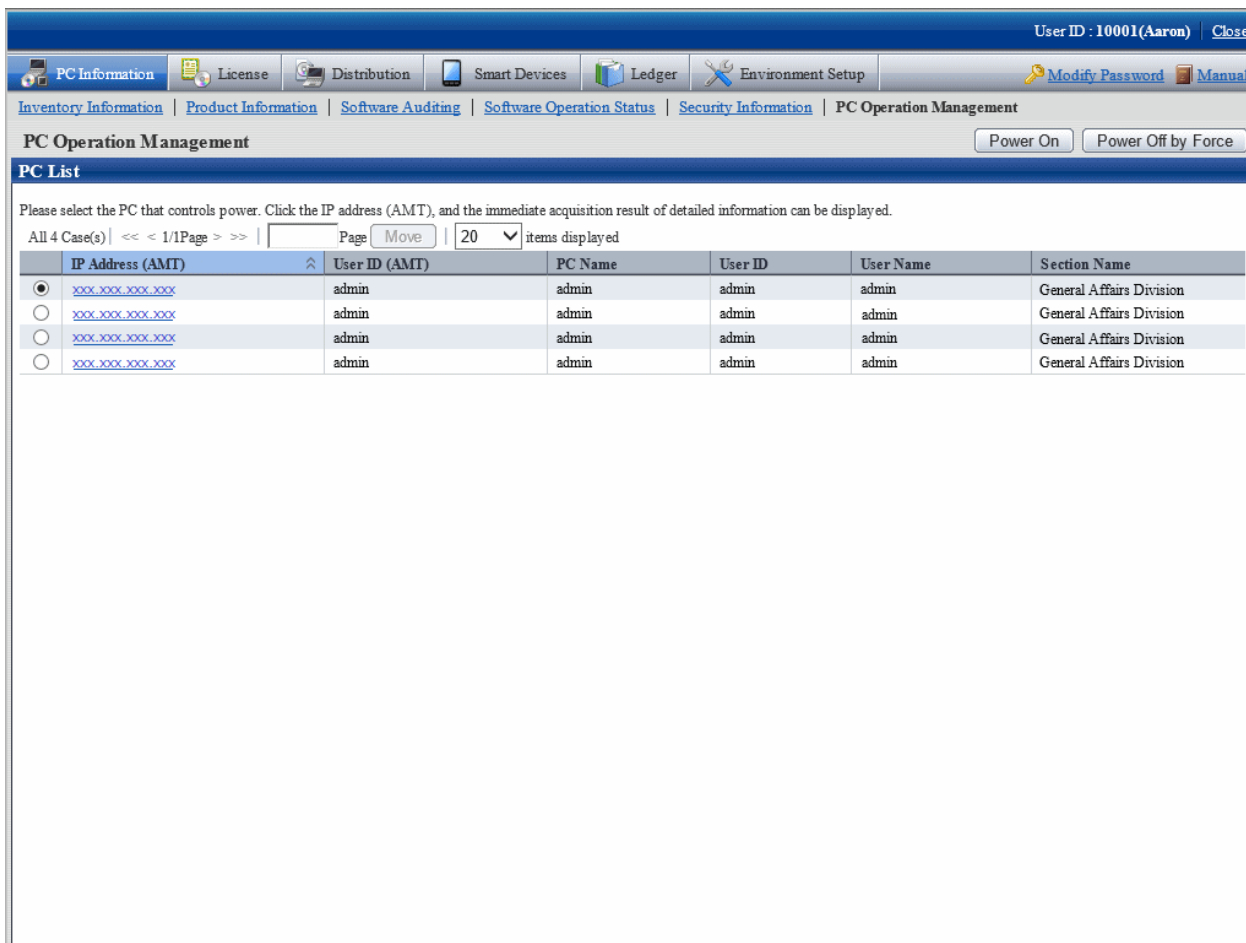 User ID : 10001(Aaron) Close
PC Information License Distribution Smart Devices Ledger Environment Setup Modify Password Manual
Inventory Information | Product Information | Software Auditing | Software Operation Status | Security Information | PC Operation Management
PC Operation Management Power On Power Off by Force
PC List
Please select the PC that controls power. Click the IP address (AMT), and the immediate acquisition result of detailed information can be displayed.
All 4 Case(s) | << < 1/1Page > >> | Page Move | 20 items displayed
IP Address (AMT) User ID (AMT) PC Name User ID User Name Section Name
xxx.xxx.xxx.xxx admin admin admin admin General Affairs Division
xxx.xxx.xxx.xxx admin admin admin admin General Affairs Division
xxx.xxx.xxx.xxx admin admin admin admin General Affairs Division
xxx.xxx.xxx.xxx admin admin admin admin General Affairs Division